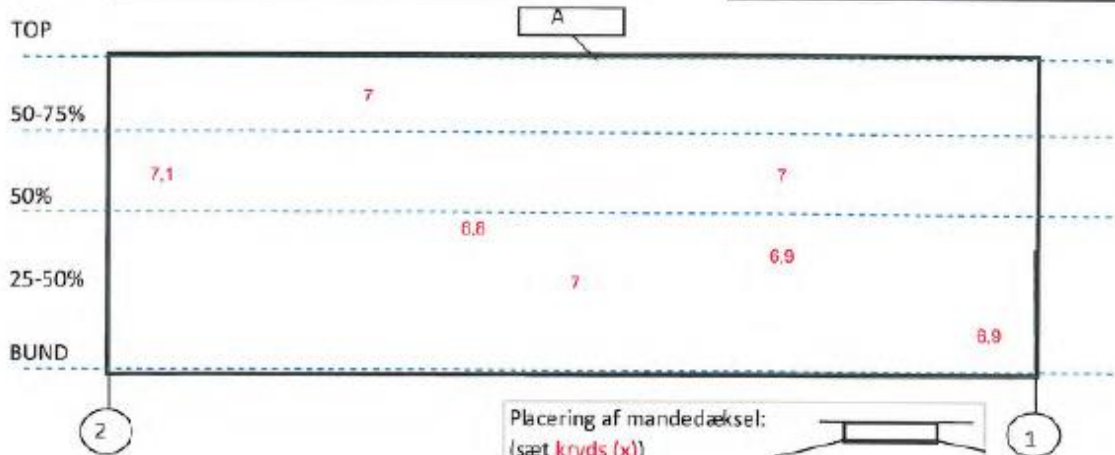 A
TOP
7
50-75%
7,1
7
50%
6,8
6,9
25-50%
7
6,9
BUND
Placering af mandedæksel:
2
1
(sæt kryds (x))